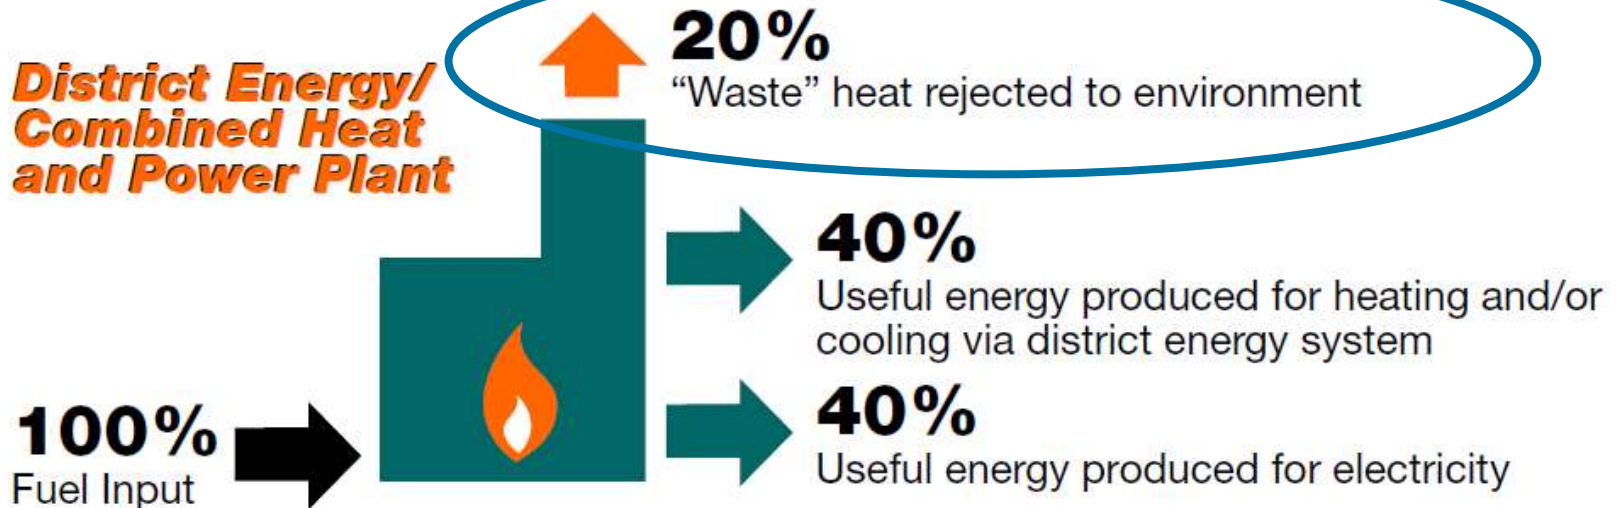 District Energy/
Combined Heat
and Power Plant
20%
“Waste” heat rejected to environment
40%
Useful energy produced for heating and/or
cooling via district energy system
40%
Useful energy produced for electricity
100%
Fuel Input